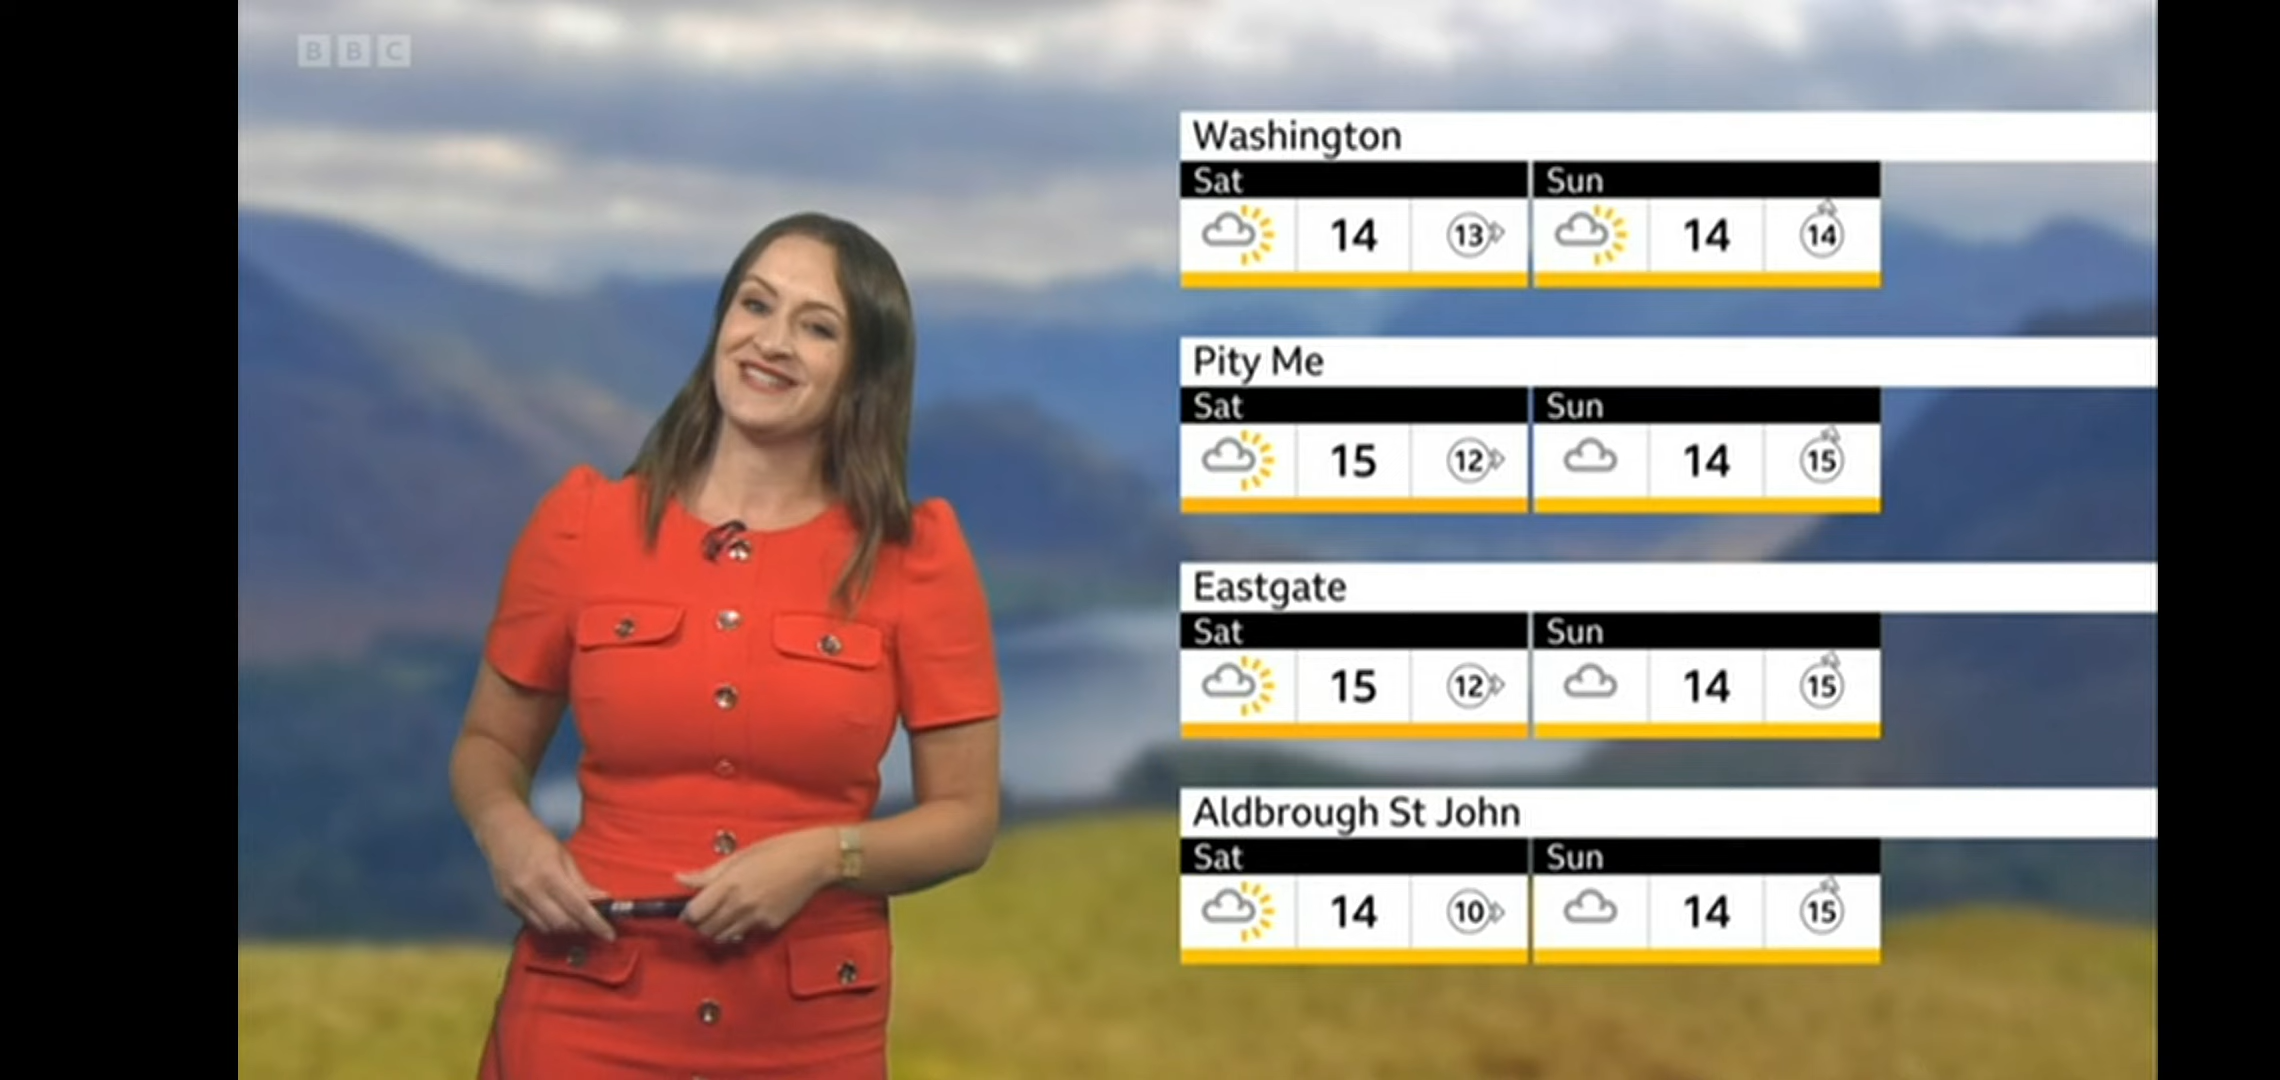 BBC
Washington
Sat Sun
14 13 14 14
Pity Me
Sat Sun
15 12 14 15
Eastgate
Sat Sun
15 12 14 15
Aldbrough St John
Sat Sun
14 10 14 15